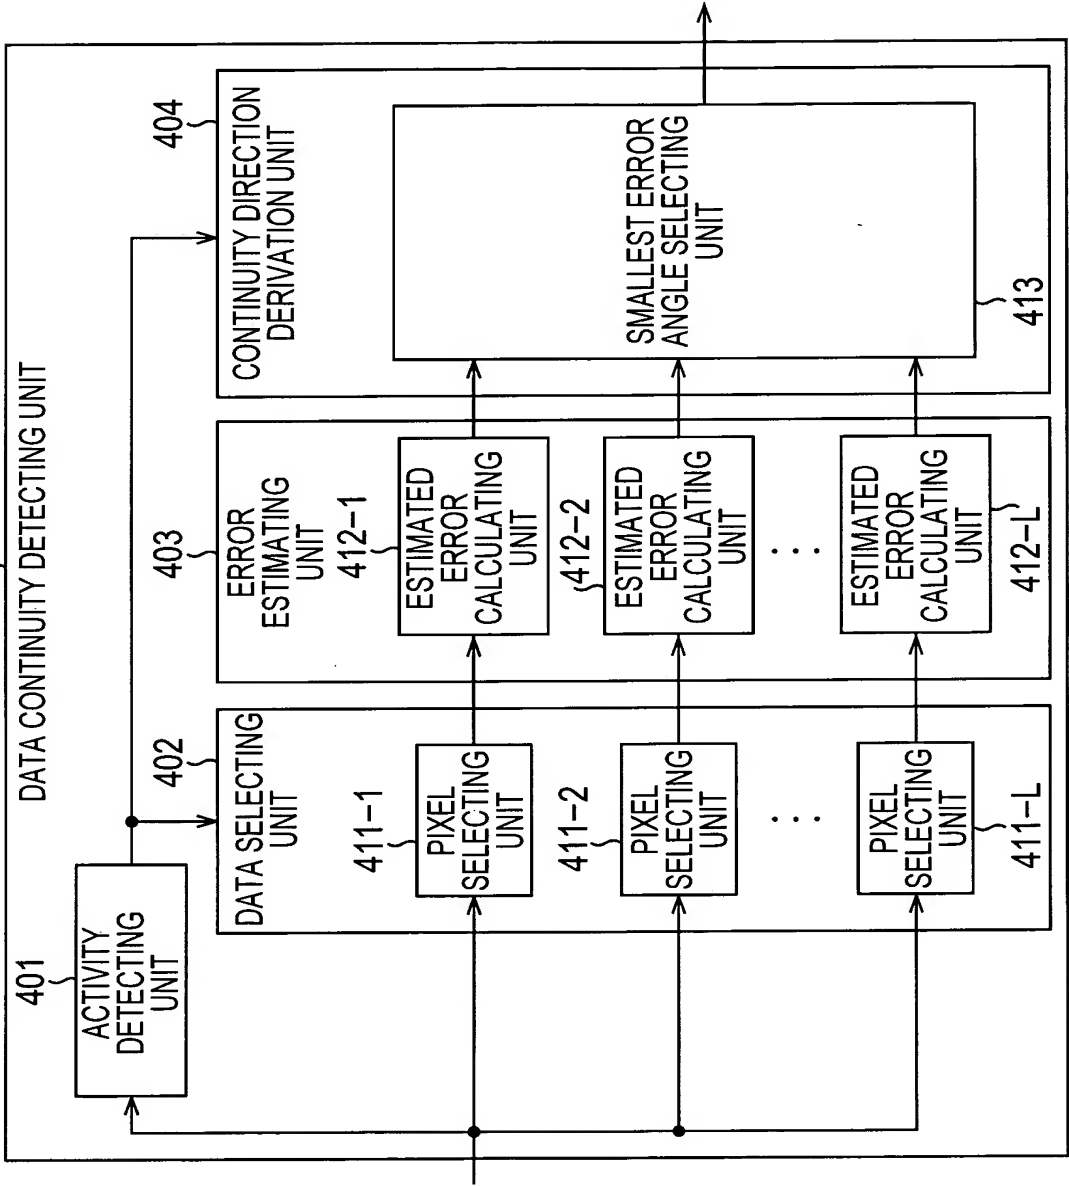 DATA CONTINUITY DETECTING UNIT
401
ACTIVITY
DETECTING
UNIT
402
DATA SELECTING
UNIT
411-1
PIXEL
SELECTING
UNIT
411-2
PIXEL
SELECTING
UNIT
...
PIXEL
SELECTING
UNIT
411-L
403
ERROR
ESTIMATING
UNIT
412-1
ESTIMATED
ERROR
CALCULATING
UNIT
412-2
ESTIMATED
ERROR
CALCULATING
UNIT
...
ESTIMATED
ERROR
CALCULATING
UNIT
412-L
404
CONTINUITY DIRECTION
DERIVATION UNIT
SMALLEST ERROR
ANGLE SELECTING
UNIT
413